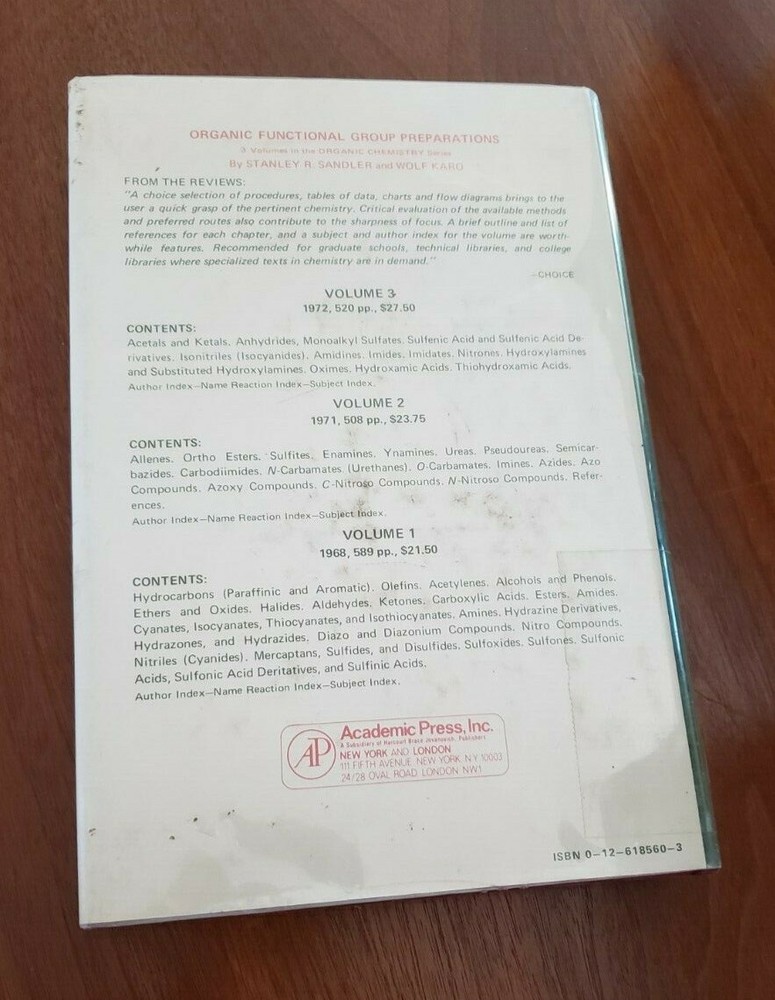 ORGANIC FUNCTIONAL GROUP PREPARATIONS
3 Volumes in the ORGANIC CHEMISTRY Series
By STANLEY R. SANDLER and WOLF KARO
FROM THE REVIEWS:
"A choice selection of procedures, tables of data, charts and flow diagrams brings to the
user a quick grasp of the pertinent chemistry. Critical evaluation of the available methods
and preferred routes also contribute to the sharpness of focus. A brief outline and list of
references for each chapter, and a subject and author index for the volume are worth-
while features. Recommended for graduate schools, technical libraries, and college
libraries where specialized texts in chemistry are in demand."
—CHOICE
VOLUME 3
1972, 520 pp., $27.50
CONTENTS:
Acetals and Ketals. Anhydrides, Monoalkyl Sulfates. Sulfenic Acid and Sulfenic Acid De-
rivatives. Isonitriles (Isocyanides). Amidines. Imides. Imidates. Nitrones. Hydroxylamines
and Substituted Hydroxylamines. Oximes. Hydroxamic Acids. Thiohydroxamic Acids.
Author Index—Name Reaction Index—Subject Index.
VOLUME 2
1971, 508 pp., $23.75
CONTENTS:
Allenes. Ortho Esters. Sulfites. Enamines. Ynamines. Ureas. Pseudoureas. Semicar-
bazides. Carbodiimides. N-Carbamates (Urethanes). O-Carbamates. Imines. Azides. Azo
Compounds. Azoxy Compounds. C-Nitroso Compounds. N-Nitroso Compounds. Refer-
ences.
Author Index—Name Reaction Index—Subject Index.
VOLUME 1
1968, 589 pp., $21.50
CONTENTS:
Hydrocarbons (Paraffinic and Aromatic). Olefins. Acetylenes. Alcohols and Phenols.
Ethers and Oxides. Halides. Aldehydes. Ketones. Carboxylic Acids. Esters. Amides.
Cyanates, Isocyanates, Thiocyanates, and Isothiocyanates. Amines. Hydrazine Derivatives,
Hydrazones, and Hydrazides. Diazo and Diazonium Compounds. Nitro Compounds.
Nitriles (Cyanides). Mercaptans, Sulfides, and Disulfides. Sulfoxides. Sulfones. Sulfonic
Acids, Sulfonic Acid Deritatives, and Sulfinic Acids.
Author Index—Name Reaction Index—Subject Index.
AP
Academic Press, Inc.
A Subsidiary of Harcourt Brace Jovanovich, Publishers
NEW YORK AND LONDON
111 FIFTH AVENUE, NEW YORK, N.Y. 10003
24/28 OVAL ROAD, LONDON NW1
ISBN 0—12—618560—3